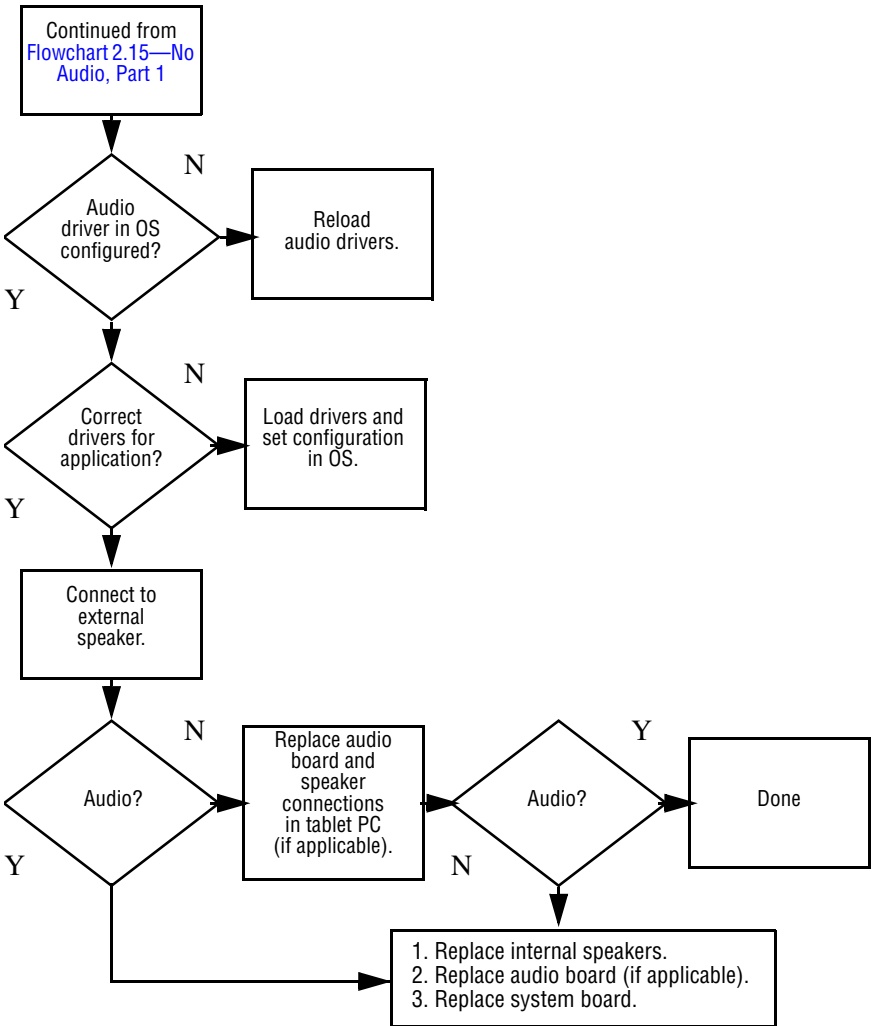 Continued from
Flowchart 2.15—No
Audio, Part 1
N
Audio
driver in OS
configured?
Reload
audio drivers.
Y
N
Correct
drivers for
application?
Load drivers and
set configuration
in OS.
Y
Connect to
external
speaker.
N
Audio?
Replace audio
board and
speaker
connections
in tablet PC
(if applicable).
Y
Audio?
Done
Y
N
1. Replace internal speakers.
2. Replace audio board (if applicable).
3. Replace system board.